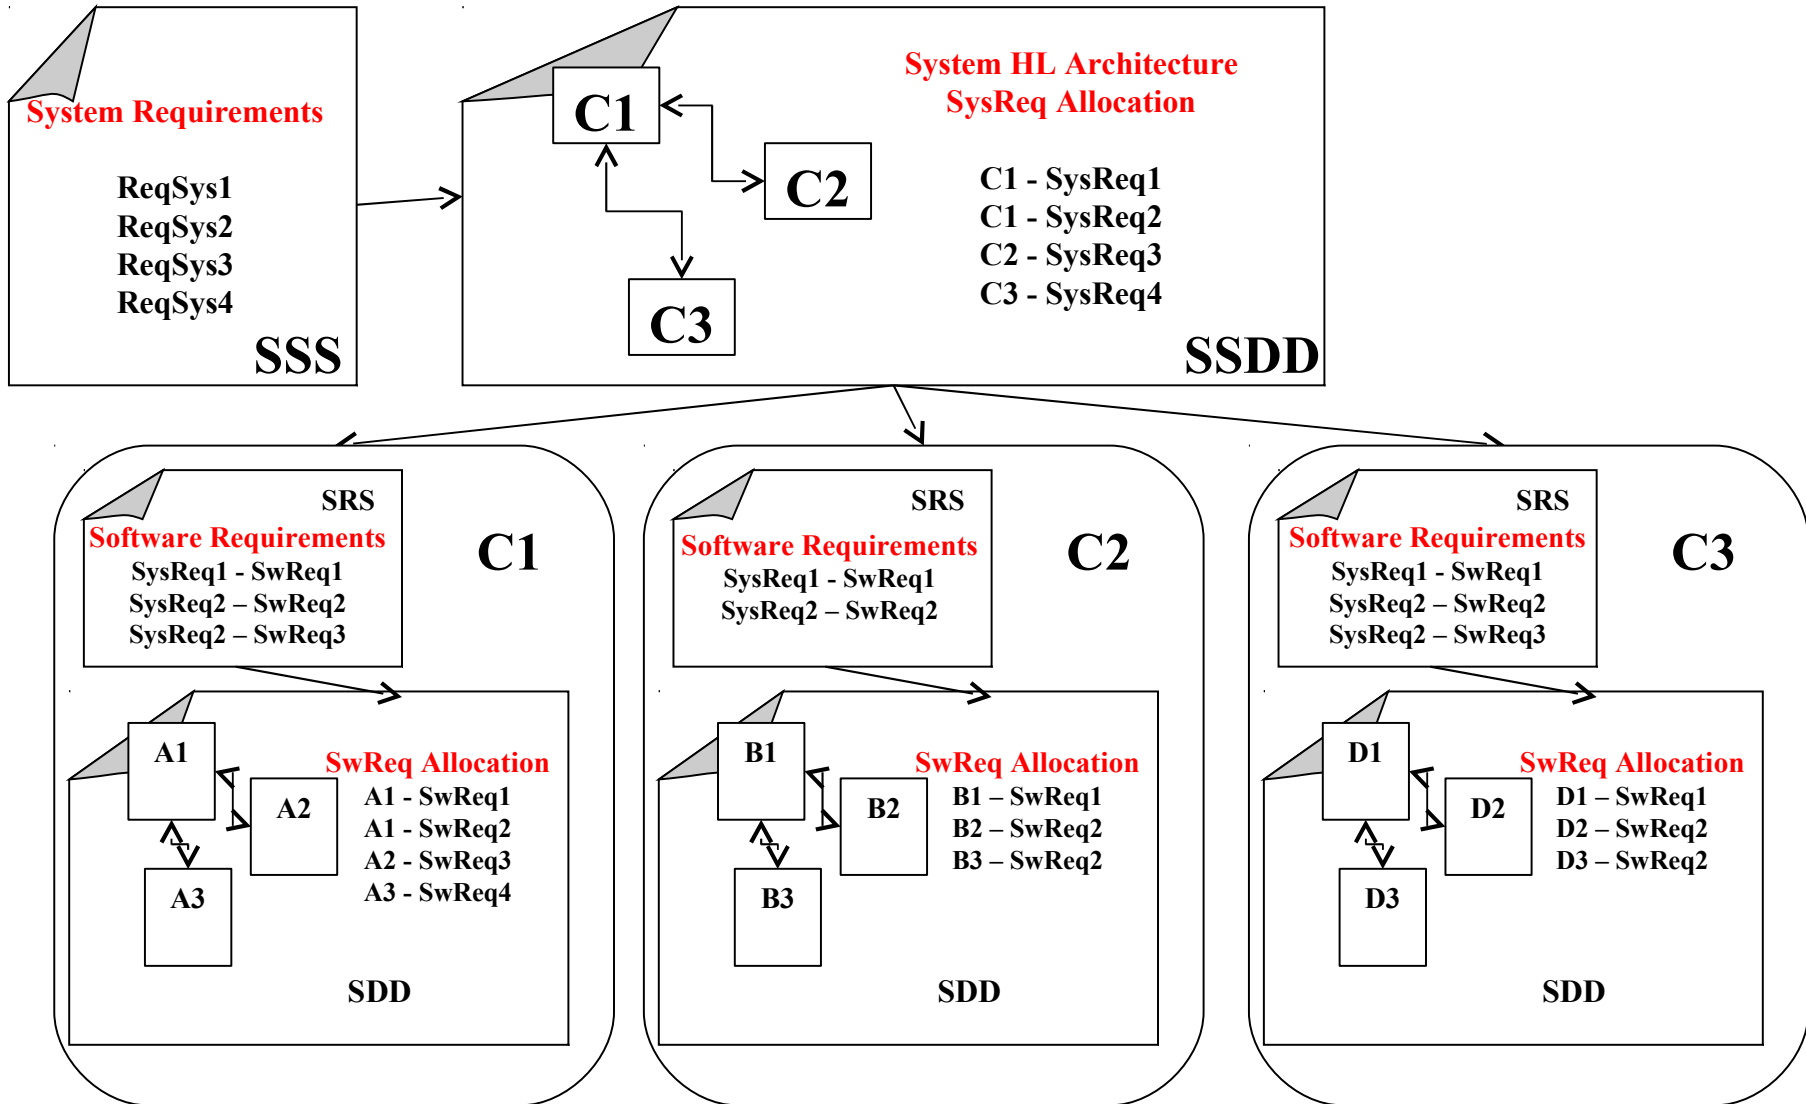 System Requirements
ReqSys1
ReqSys2
ReqSys3
ReqSys4
SSS
System HL Architecture
SysReq Allocation
C1
C2
C3
C1 - SysReq1
C1 - SysReq2
C2 - SysReq3
C3 - SysReq4
SSDD
SRS
Software Requirements
SysReq1 - SwReq1
SysReq2 – SwReq2
SysReq2 – SwReq3
C1
A1
A2
A3
SwReq Allocation
A1 - SwReq1
A1 - SwReq2
A2 - SwReq3
A3 - SwReq4
SDD
SRS
Software Requirements
SysReq1 - SwReq1
SysReq2 – SwReq2
C2
B1
B2
B3
SwReq Allocation
B1 – SwReq1
B2 – SwReq2
B3 – SwReq2
SDD
SRS
Software Requirements
SysReq1 - SwReq1
SysReq2 – SwReq2
SysReq2 – SwReq3
C3
D1
D2
D3
SwReq Allocation
D1 – SwReq1
D2 – SwReq2
D3 – SwReq2
SDD